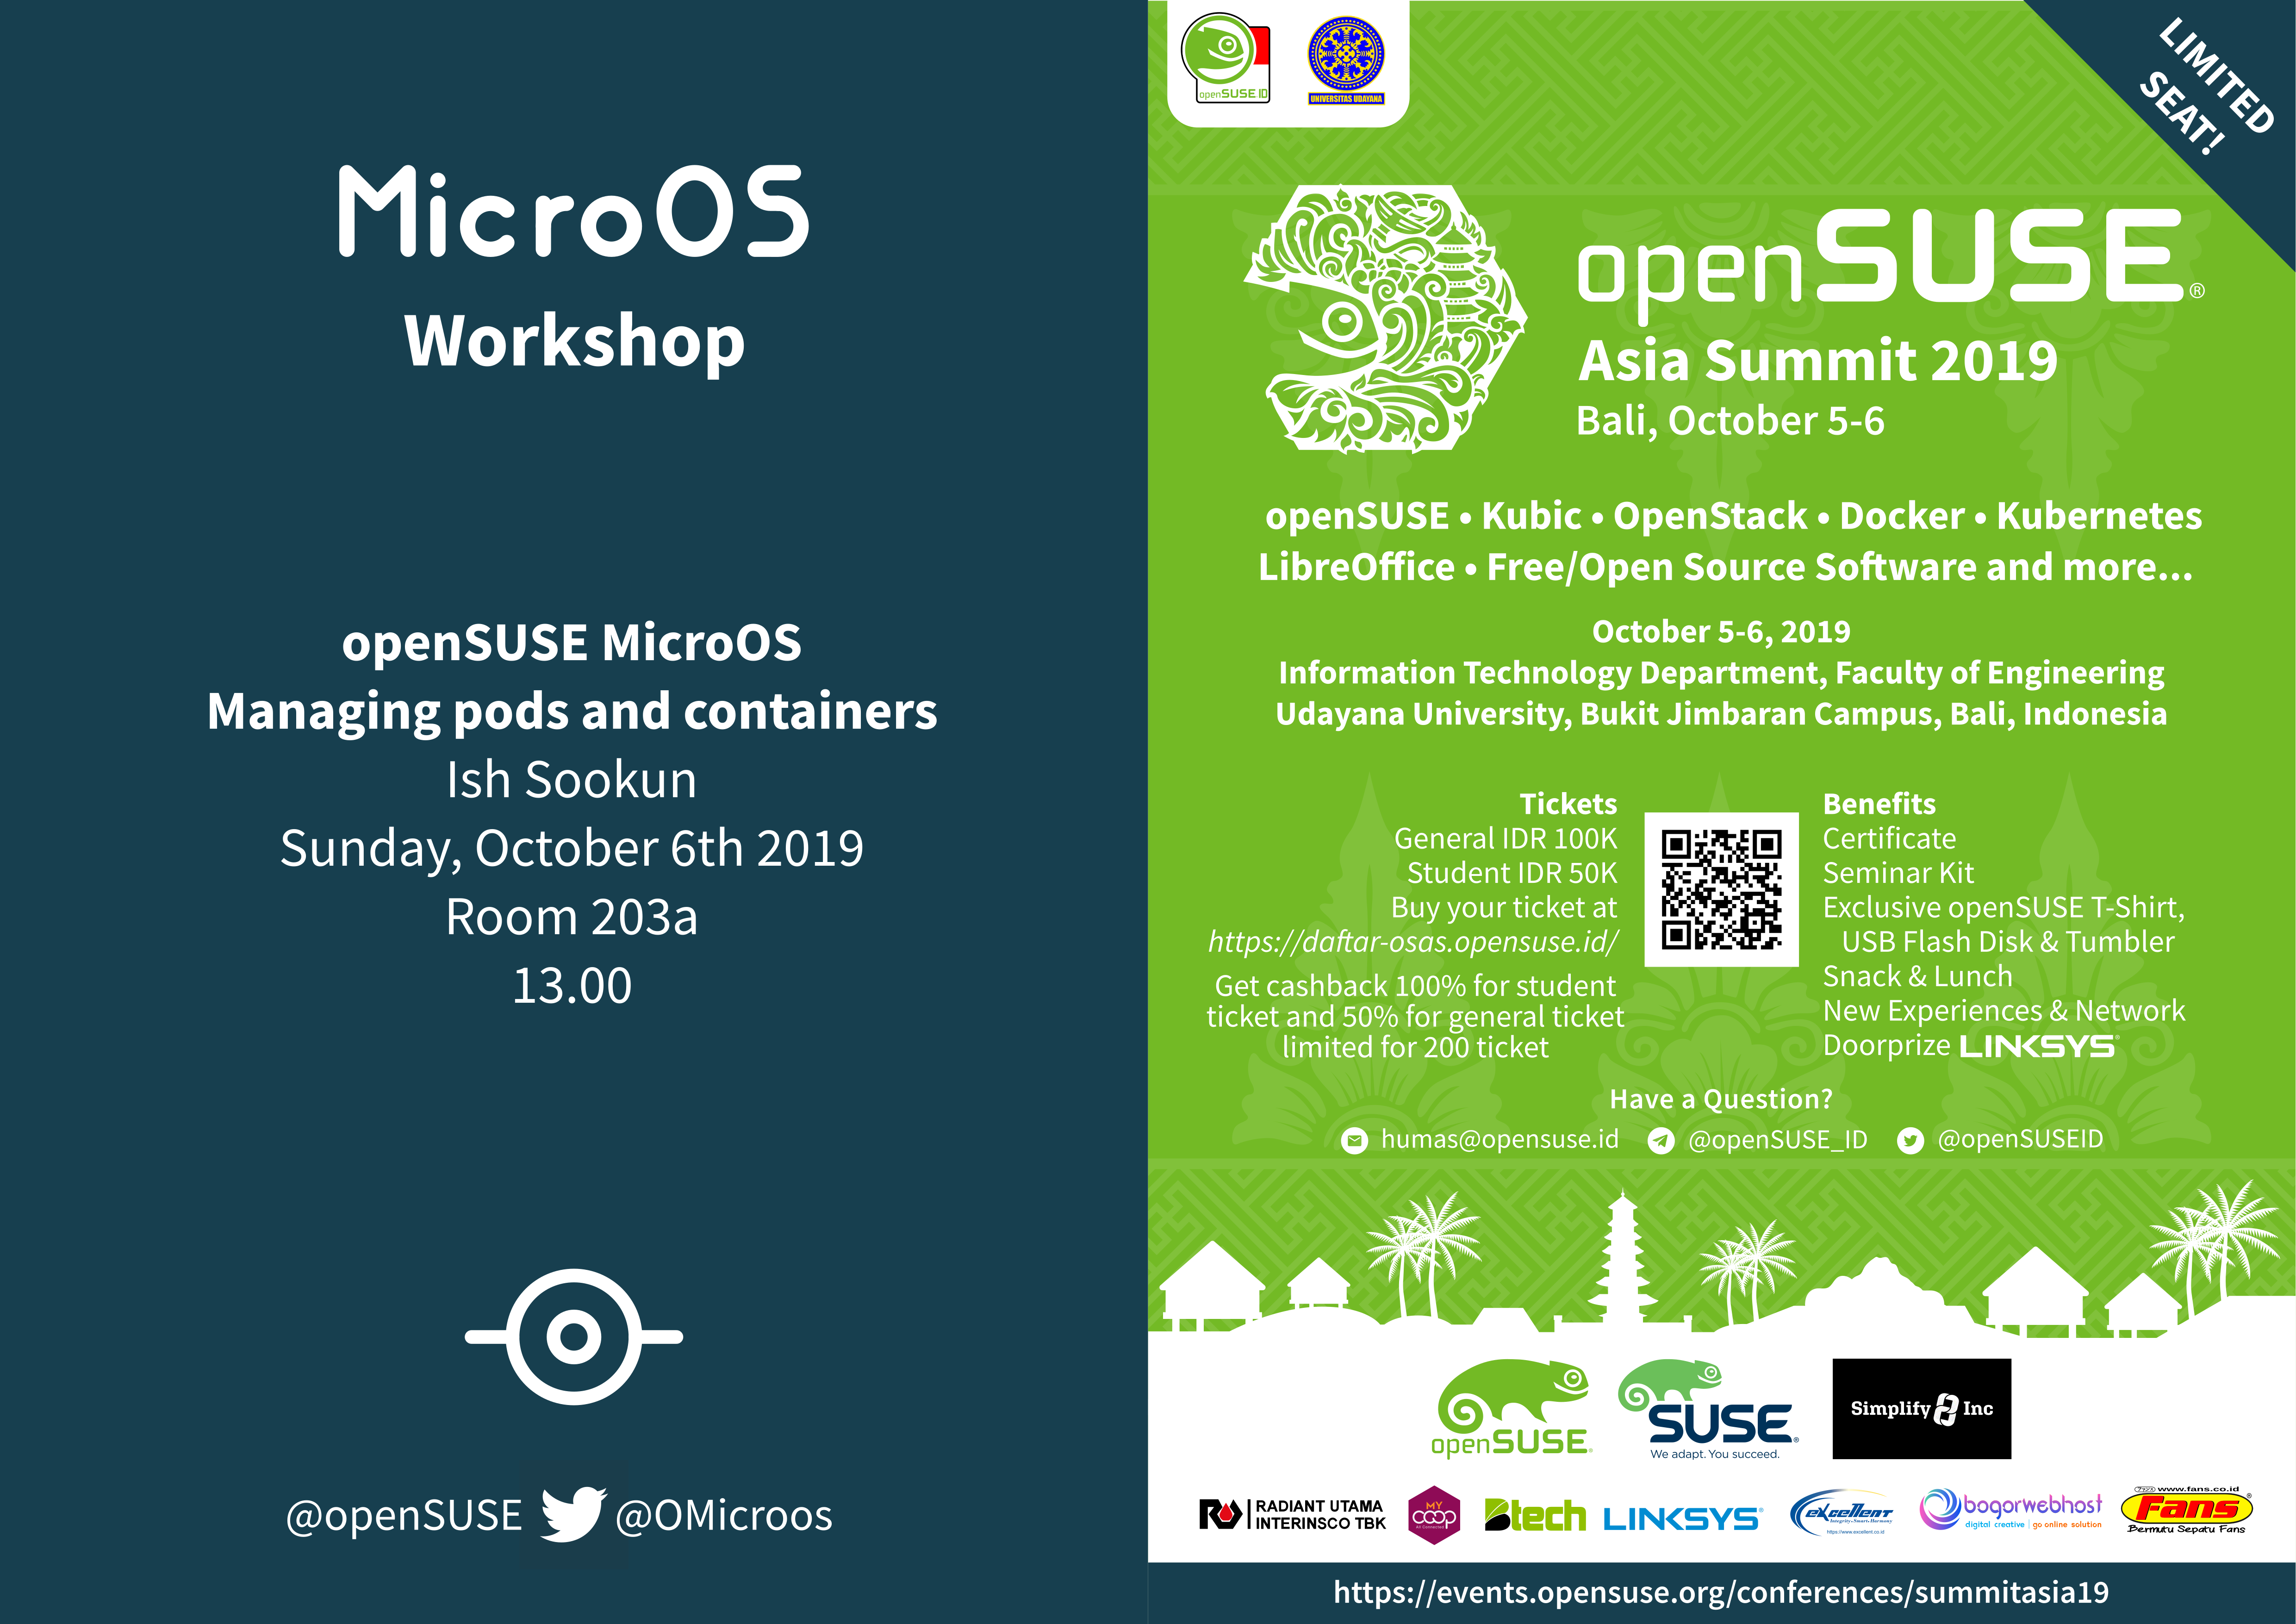 MicroOS
Workshop
openSUSE MicroOS
Managing pods and containers
Ish Sookun
Sunday, October 6th 2019
Room 203a
13.00
@openSUSE @OMicroos
openSUSE ID
UNIVERSITAS UDAYANA
LIMITED
SEAT!
openSUSE®
Asia Summit 2019
Bali, October 5-6
openSUSE • Kubic • OpenStack • Docker • Kubernetes
LibreOffice • Free/Open Source Software and more...
October 5-6, 2019
Information Technology Department, Faculty of Engineering
Udayana University, Bukit Jimbaran Campus, Bali, Indonesia
Tickets
General IDR 100K
Student IDR 50K
Buy your ticket at
https://daftar-osas.opensuse.id/
Get cashback 100% for student
ticket and 50% for general ticket
limited for 200 ticket
Benefits
Certificate
Seminar Kit
Exclusive openSUSE T-Shirt,
USB Flash Disk & Tumbler
Snack & Lunch
New Experiences & Network
Doorprize LINKSYS
Have a Question?
humas@opensuse.id @openSUSE_ID @openSUSEID
openSUSE
SUSE®
We adapt. You succeed.
Simplify Inc
RADIANT UTAMA
INTERINSCO TBK
MY
COOP
Btech
LINKSYS
excellent
Integrity.Smart.Harmony
https://www.excellent.co.id
bogorwebhost
digital creative | go online solution
www.fans.co.id
Fans®
Bermutu Sepatu Fans
https://events.opensuse.org/conferences/summitasia19